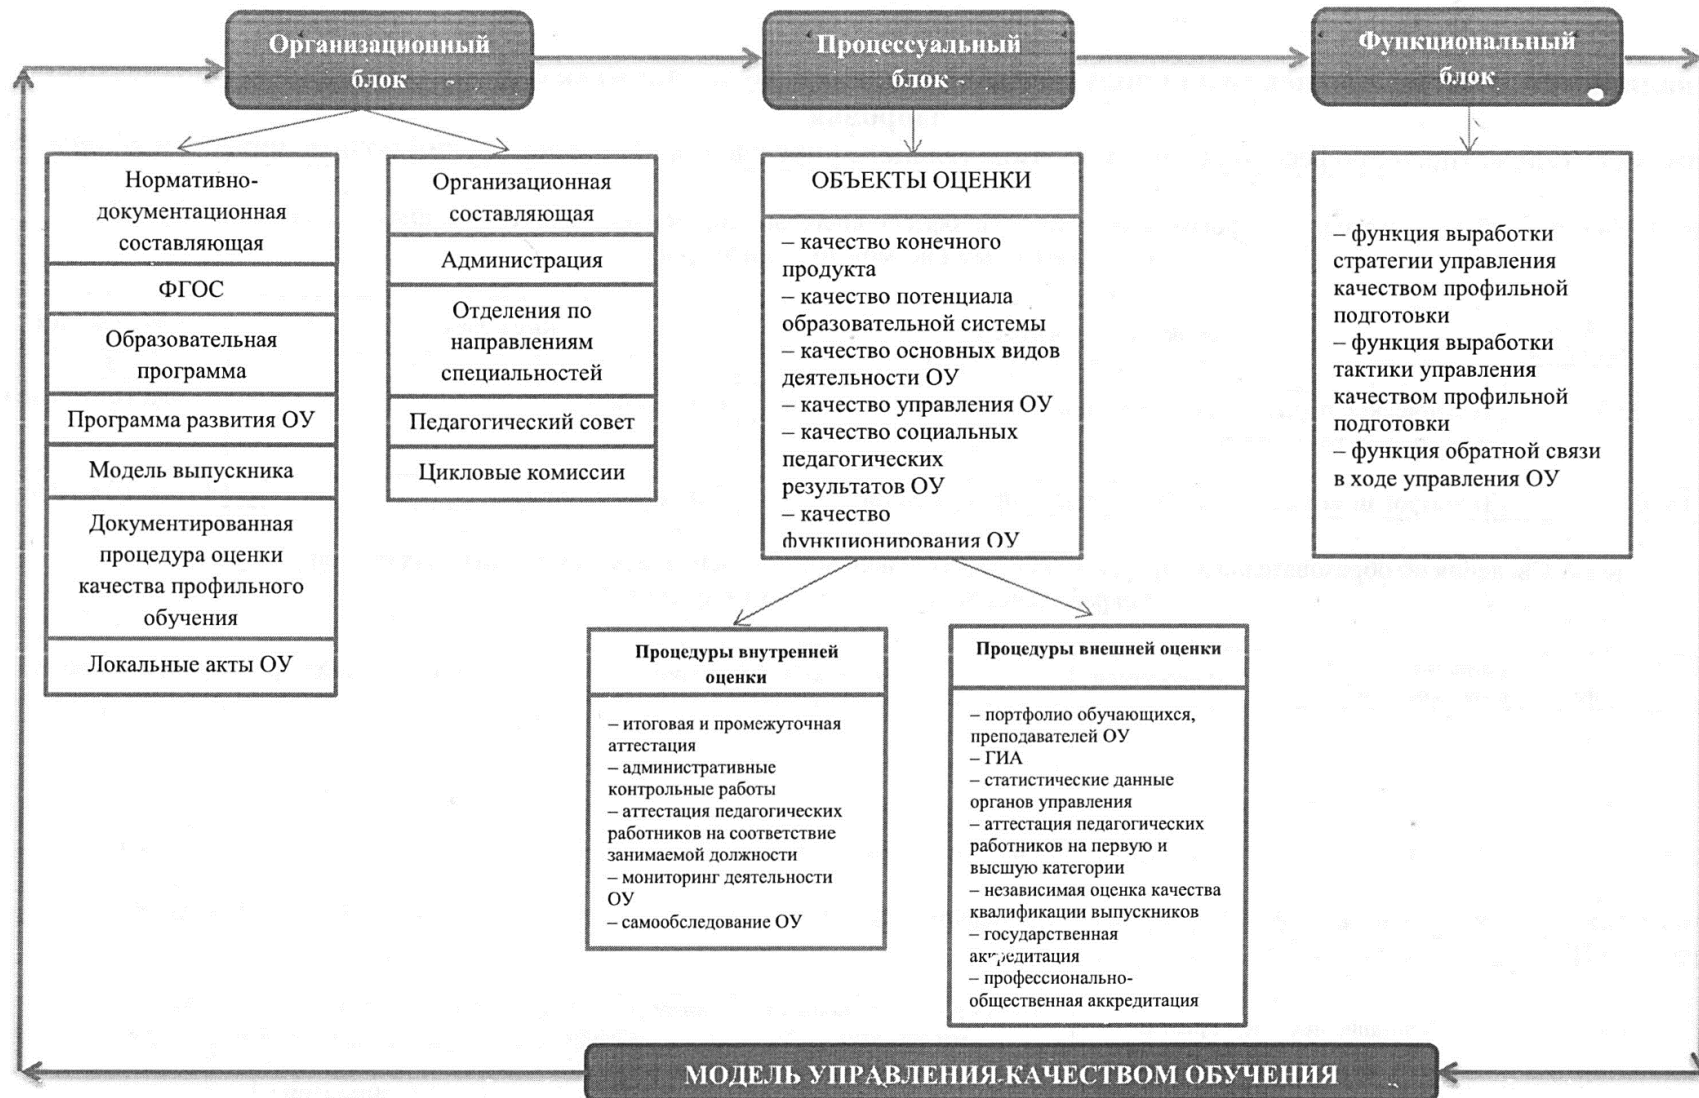 Организационный
блок
Процессуальный
блок
Функциональный
блок
Нормативно-
документационная
составляющая
ФГОС
Образовательная
программа
Программа развития ОУ
Модель выпускника
Документированная
процедура оценки
качества профильного
обучения
Локальные акты ОУ
Организационная
составляющая
Администрация
Отделения по
направлениям
специальностей
Педагогический совет
Цикловые комиссии
ОБЪЕКТЫ ОЦЕНКИ
– качество конечного
продукта
– качество потенциала
образовательной системы
– качество основных видов
деятельности ОУ
– качество управления ОУ
– качество социальных
педагогических
результатов ОУ
– качество
функционирования ОУ
– функция выработки
стратегии управления
качеством профильной
подготовки
– функция выработки
тактики управления
качеством профильной
подготовки
– функция обратной связи
в ходе управления ОУ
Процедуры внутренней
оценки
– итоговая и промежуточная
аттестация
– административные
контрольные работы
– аттестация педагогических
работников на соответствие
занимаемой должности
– мониторинг деятельности
ОУ
– самообследование ОУ
Процедуры внешней оценки
– портфолио обучающихся,
преподавателей ОУ
– ГИА
– статистические данные
органов управления
– аттестация педагогических
работников на первую и
высшую категории
– независимая оценка качества
квалификации выпускников
– государственная
аккредитация
– профессионально-
общественная аккредитация
МОДЕЛЬ УПРАВЛЕНИЯ КАЧЕСТВОМ ОБУЧЕНИЯ